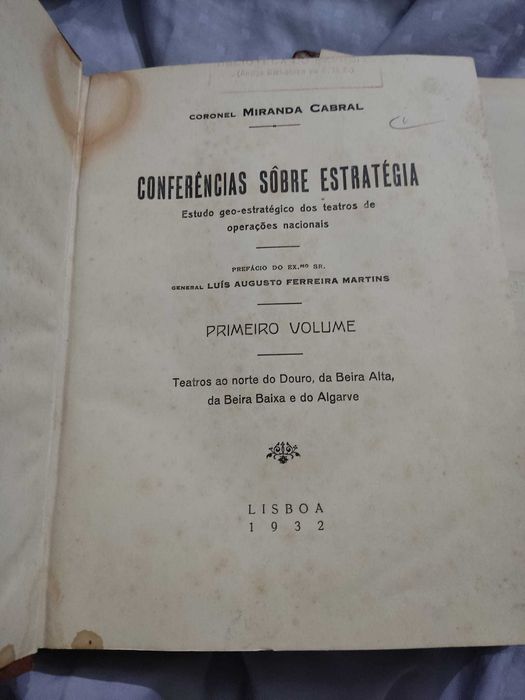 CORONEL MIRANDA CABRAL
CONFERÊNCIAS SÔBRE ESTRATÉGIA
Estudo geo-estratégico dos teatros de
operações nacionais
PREFÁCIO DO EX.MO SR.
GENERAL LUÍS AUGUSTO FERREIRA MARTINS
PRIMEIRO VOLUME
Teatros ao norte do Douro, da Beira Alta,
da Beira Baixa e do Algarve
LISBOA
1932